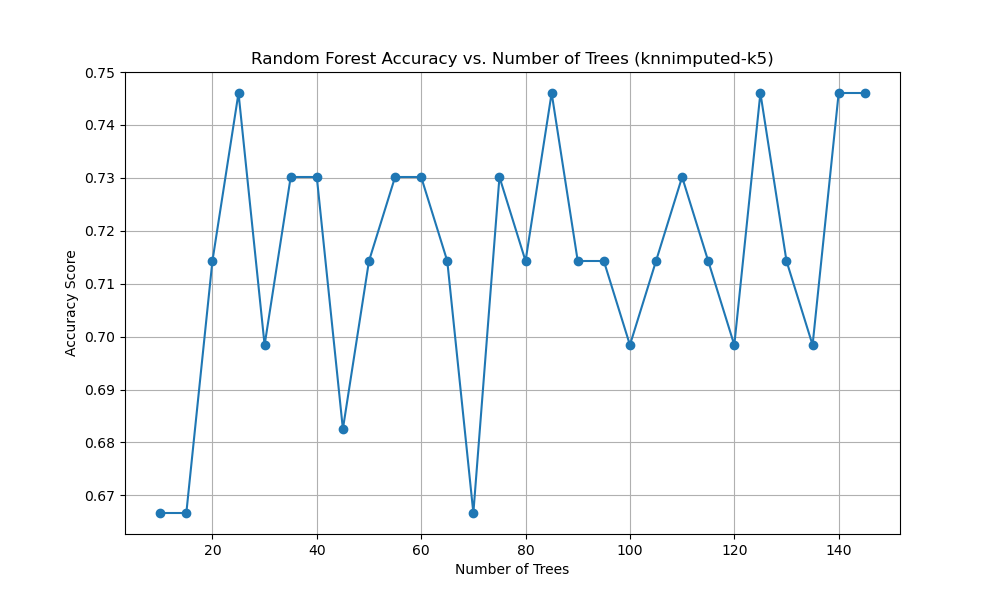 Random Forest Accuracy vs. Number of Trees (knnimputed-k5)
0.75
0.74
0.73
0.72
0.71
0.70
0.69
0.68
0.67
Accuracy Score
20 40 60 80 100 120 140
Number of Trees